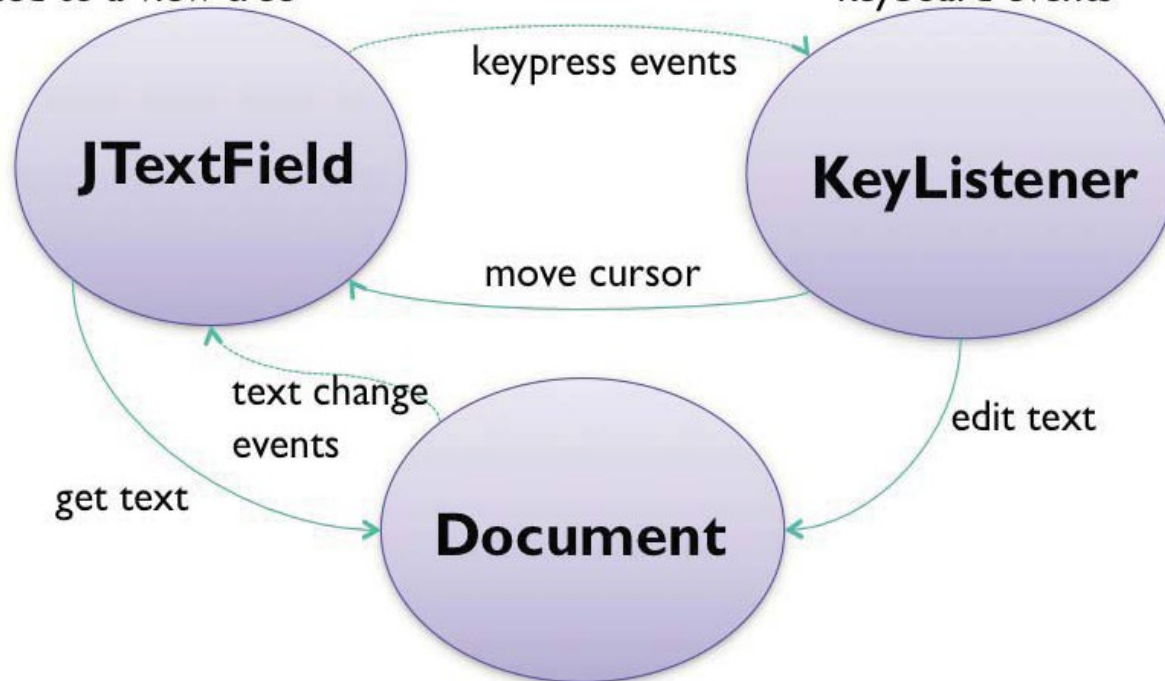 keypress events
JTextField
KeyListener
move cursor
text change
events
edit text
get text
Document